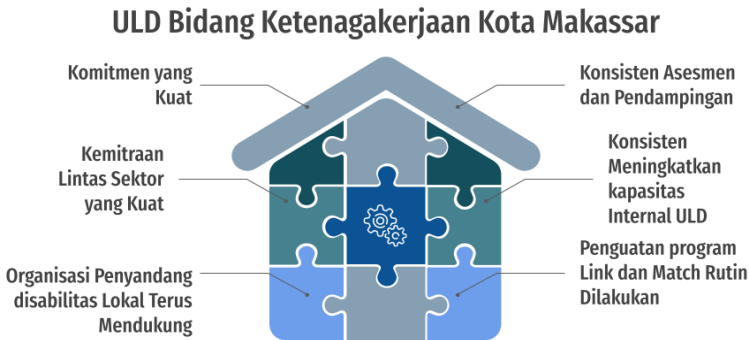 ULD Bidang Ketenagakerjaan Kota Makassar
Komitmen yang
Kuat
Kemitraan
Lintas Sektor
yang Kuat
Organisasi Penyandang
disabilitas Lokal Terus
Mendukung
Konsisten Asesmen
dan Pendampingan
Konsisten
Meningkatkan
kapasitas
Internal ULD
Penguatan program
Link dan Match Rutin
Dilakukan